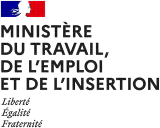 MINISTÈRE
DU TRAVAIL,
DE L'EMPLOI
ET DE L'INSERTION
Liberté
Égalité
Fraternité